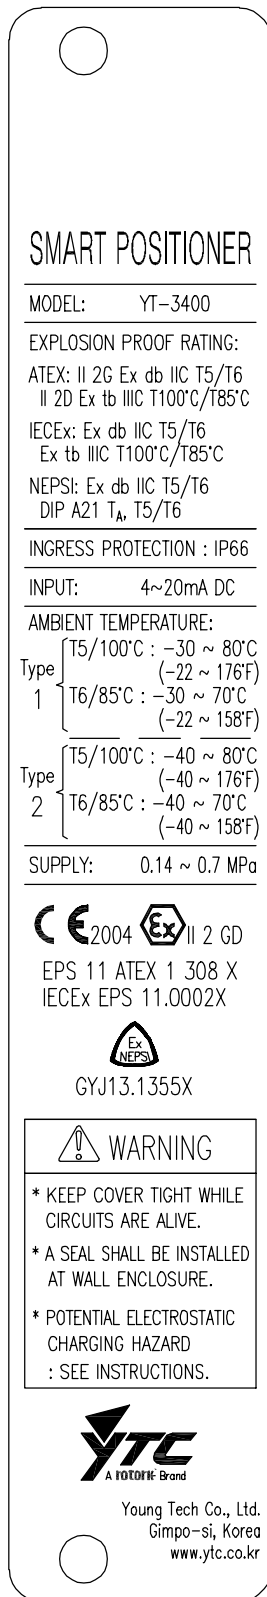 SMART POSITIONER
MODEL: YT-3400
EXPLOSION PROOF RATING:
ATEX: II 2G Ex db IIC T5/T6
II 2D Ex tb IIIC T100°C/T85°C
IECEx: Ex db IIC T5/T6
Ex tb IIIC T100°C/T85°C
NEPSI: Ex db IIC T5/T6
DIP A21 TA, T5/T6
INGRESS PROTECTION : IP66
INPUT: 4~20mA DC
AMBIENT TEMPERATURE:
Type 1
T5/100°C : -30 ~ 80°C
(-22 ~ 176°F)
T6/85°C : -30 ~ 70°C
(-22 ~ 158°F)
Type 2
T5/100°C : -40 ~ 80°C
(-40 ~ 176°F)
T6/85°C : -40 ~ 70°C
(-40 ~ 158°F)
SUPPLY: 0.14 ~ 0.7 MPa
CE 2004 Ex II 2 GD
EPS 11 ATEX 1 308 X
IECEx EPS 11.0002X
Ex
NEPSI
GYJ13.1355X
WARNING
* KEEP COVER TIGHT WHILE
CIRCUITS ARE ALIVE.
* A SEAL SHALL BE INSTALLED
AT WALL ENCLOSURE.
* POTENTIAL ELECTROSTATIC
CHARGING HAZARD
: SEE INSTRUCTIONS.
YTC
A rotork Brand
Young Tech Co., Ltd.
Gimpo-si, Korea
www.ytc.co.kr